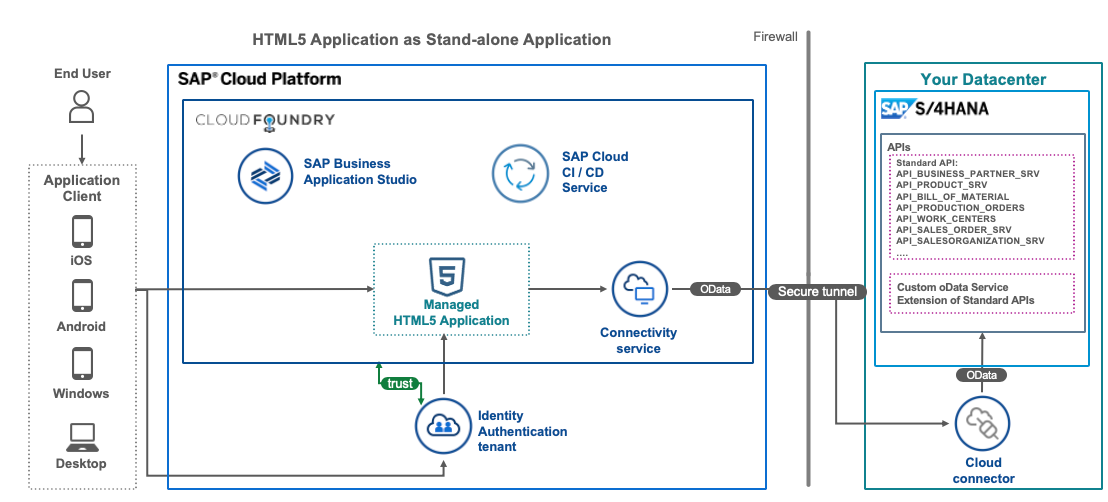 HTML5 Application as Stand-alone Application
Firewall
End User
Application
Client
iOS
Android
Windows
Desktop
SAP® Cloud Platform
CLOUDFOUNDRY
SAP Business
Application Studio
SAP Cloud
CI / CD
Service
5
Managed
HTML5 Application
Connectivity
service
OData
Secure tunnel
trust
Identity
Authentication
tenant
Your Datacenter
SAP S/4HANA
APIs
Standard API:
API_BUSINESS_PARTNER_SRV
API_PRODUCT_SRV
API_BILL_OF_MATERIAL
API_PRODUCTION_ORDERS
API_WORK_CENTERS
API_SALES_ORDER_SRV
API_SALESORGANIZATION_SRV
....
Custom oData Service
Extension of Standard APIs
OData
Cloud
connector